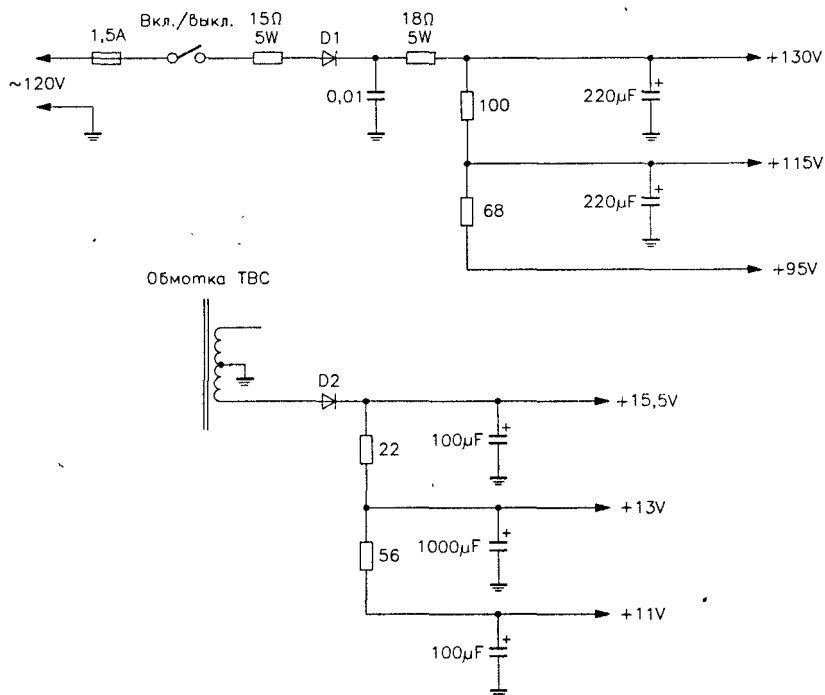 Вкл./Выкл.
1,5A
15Ω
5W
D1
18Ω
5W
+130V
~120V
0,01
100
220μF
+
+115V
68
220μF
+
+95V
Обмотка ТВС
D2
+15,5V
22
100μF
+
+13V
56
1000μF
+
+11V
100μF
+